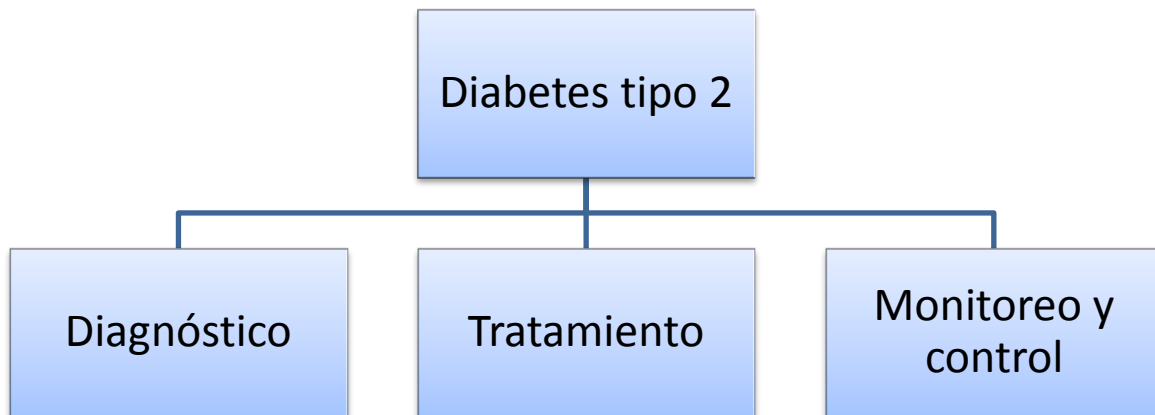 Diabetes tipo 2
Diagnóstico
Tratamiento
Monitoreo y
control